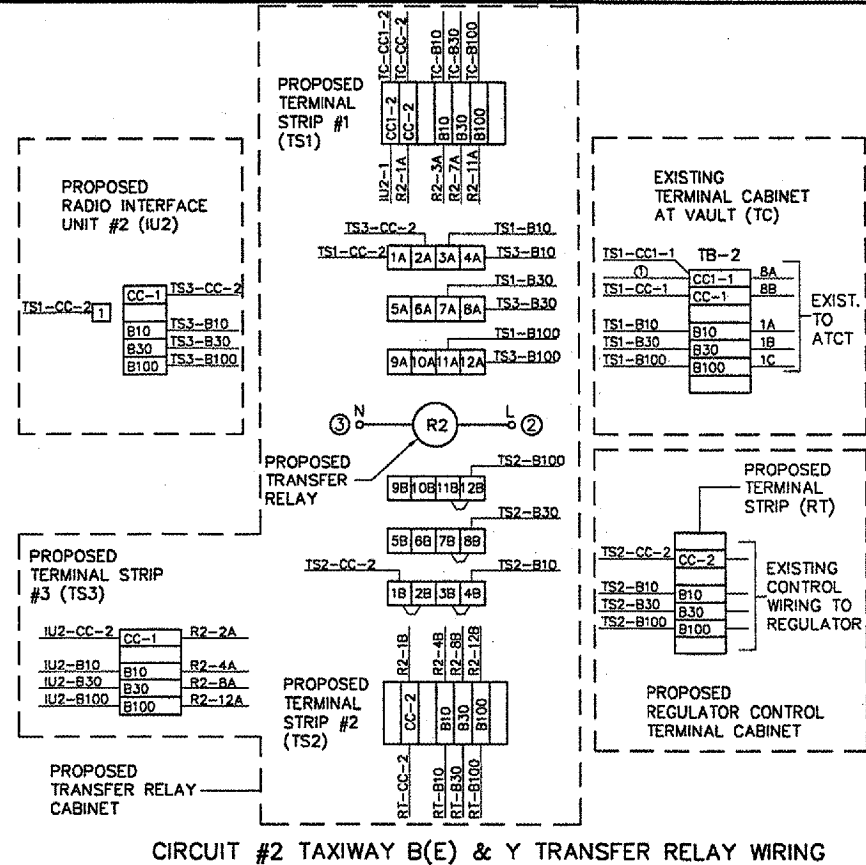 TC-CC1-2
TC-CC-2
TC-B10
TC-B30
TC-B100
PROPOSED
TERMINAL
STRIP #1
(TS1)
CC1-2
CC-2
B10
B30
B100
IU2-1
R2-1A
R2-3A
R2-7A
R2-11A
PROPOSED
RADIO INTERFACE
UNIT #2 (IU2)
TS1-CC-2
1
CC-1
TS3-CC-2
B10
TS3-B10
B30
TS3-B30
B100
TS3-B100
TS3-CC-2
TS1-B10
TS1-CC-2
1A 2A 3A 4A
TS3-B10
TS1-B30
5A 6A 7A 8A
TS3-B30
TS1-B100
9A 10A 11A 12A
TS3-B100
EXISTING
TERMINAL CABINET
AT VAULT (TC)
TS1-CC1-1
TB-2
①
CC1-1
8A
TS1-CC-1
CC-1
8B
TS1-B10
B10
1A
TS1-B30
B30
1B
TS1-B100
B100
1C
EXIST.
TO
ATCT
③
N
R2
L
②
PROPOSED
TRANSFER
RELAY
TS2-B100
9B 10B 11B 12B
TS2-B30
5B 6B 7B 8B
TS2-CC-2
TS2-B10
1B 2B 3B 4B
PROPOSED
TERMINAL
STRIP (RT)
TS2-CC-2
CC-2
TS2-B10
B10
TS2-B30
B30
TS2-B100
B100
EXISTING
CONTROL
WIRING TO
REGULATOR
PROPOSED
REGULATOR CONTROL
TERMINAL CABINET
PROPOSED
TERMINAL STRIP
#3 (TS3)
IU2-CC-2
CC-1
R2-2A
IU2-B10
B10
R2-4A
IU2-B30
B30
R2-8A
IU2-B100
B100
R2-12A
R2-1B
R2-4B
R2-8B
R2-12B
PROPOSED
TERMINAL
STRIP #2
(TS2)
CC-2
B10
B30
B100
RT-CC-2
RT-B10
RT-B30
RT-B100
PROPOSED
TRANSFER RELAY
CABINET
CIRCUIT #2 TAXIWAY B(E) & Y TRANSFER RELAY WIRING